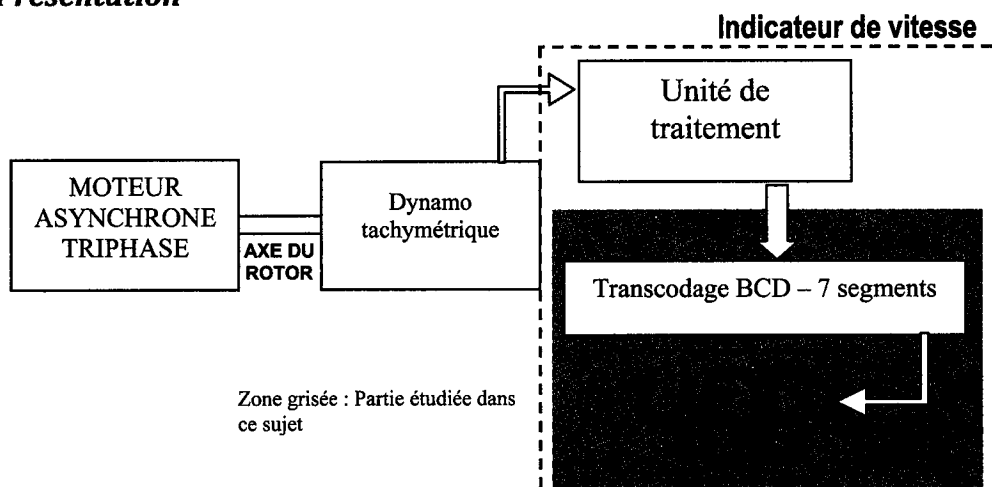 Présentation
Indicateur de vitesse
Unité de
traitement
MOTEUR
ASYNCHRONE
TRIPHASE
AXE DU
ROTOR
Dynamo
tachymétrique
Transcodage BCD – 7 segments
Zone grisée : Partie étudiée dans
ce sujet